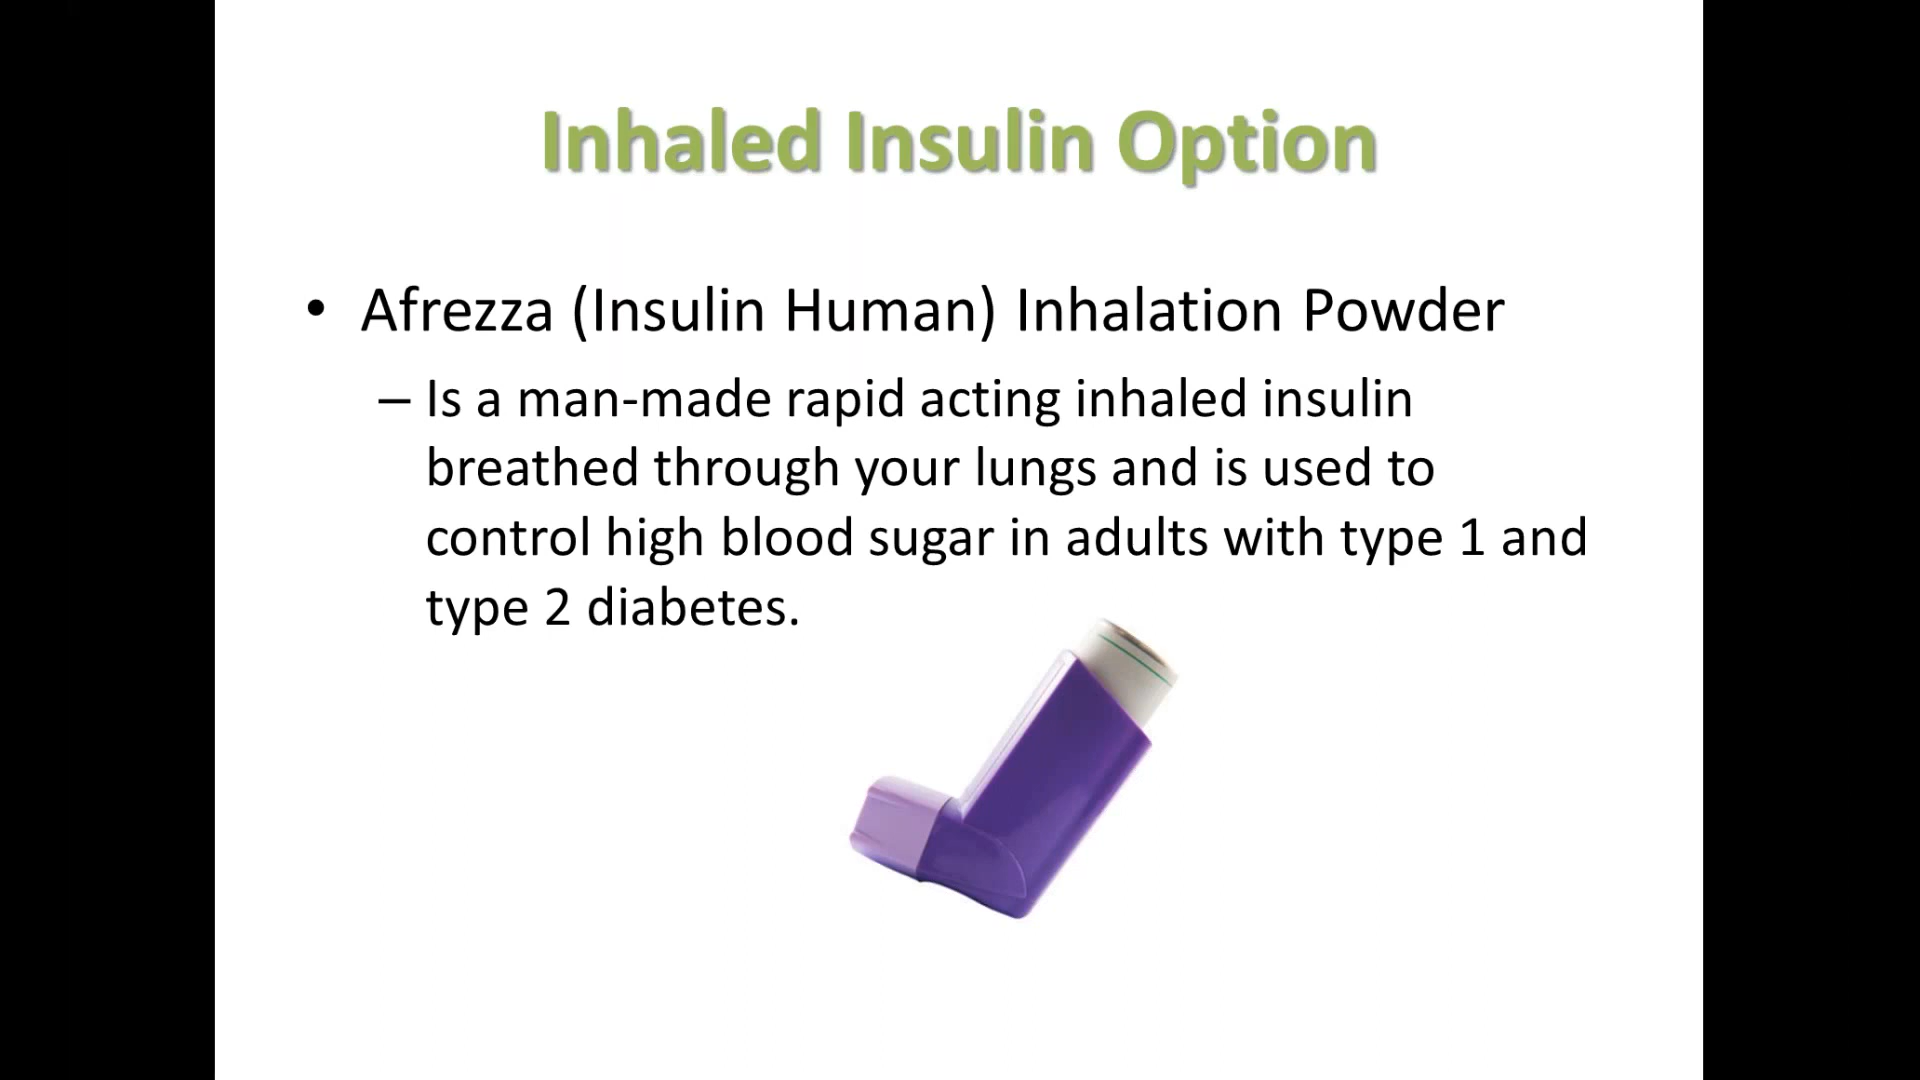 Inhaled Insulin Option
• Afrezza (Insulin Human) Inhalation Powder
– Is a man-made rapid acting inhaled insulin
breathed through your lungs and is used to
control high blood sugar in adults with type 1 and
type 2 diabetes.